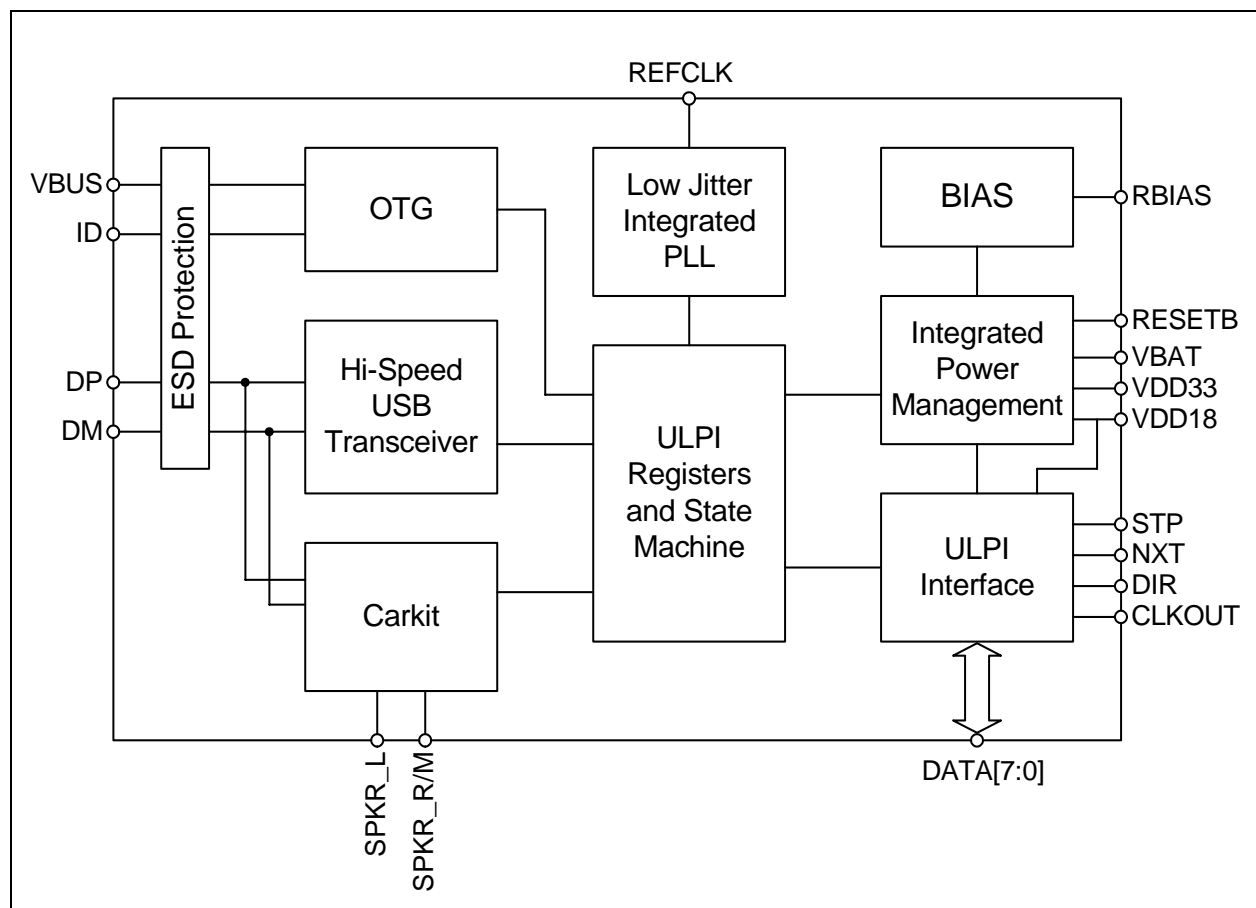 REFCLK
VBUS
ID
DP
DM
ESD Protection
OTG
Hi-Speed
USB
Transceiver
Carkit
SPKR_L
SPKR_R/M
Low Jitter
Integrated
PLL
ULPI
Registers
and State
Machine
BIAS
Integrated
Power
Management
ULPI
Interface
RBIAS
RESETB
VBAT
VDD33
VDD18
STP
NXT
DIR
CLKOUT
DATA[7:0]